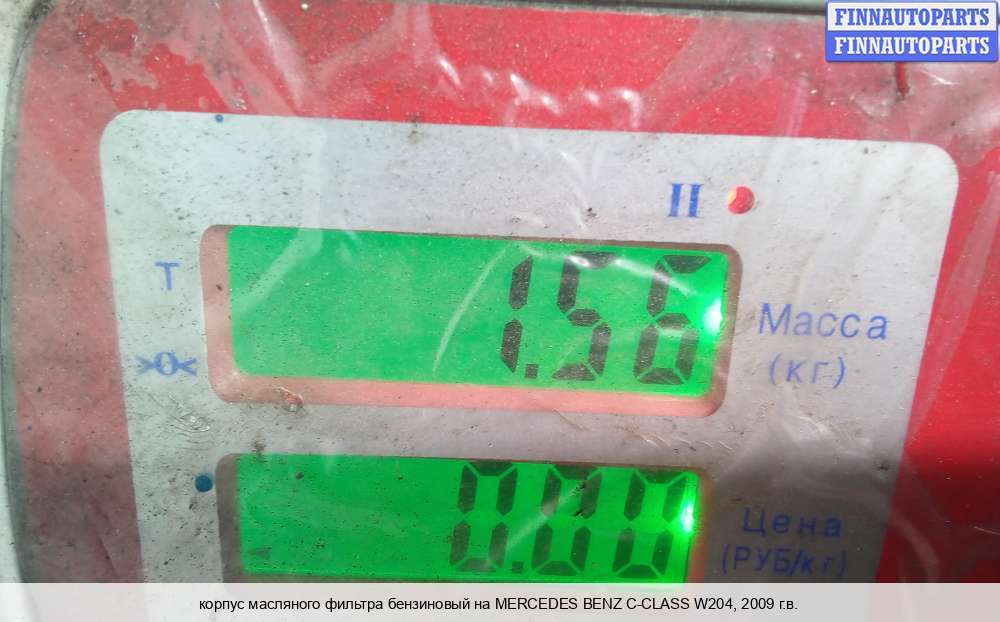 FINNAUTOPARTS
FINNAUTOPARTS
II
T
1.56
Масса
(кг)
>0<
0.00
Цена
(РУБ/кг)
корпус масляного фильтра бензиновый на MERCEDES BENZ C-CLASS W204, 2009 г.в.